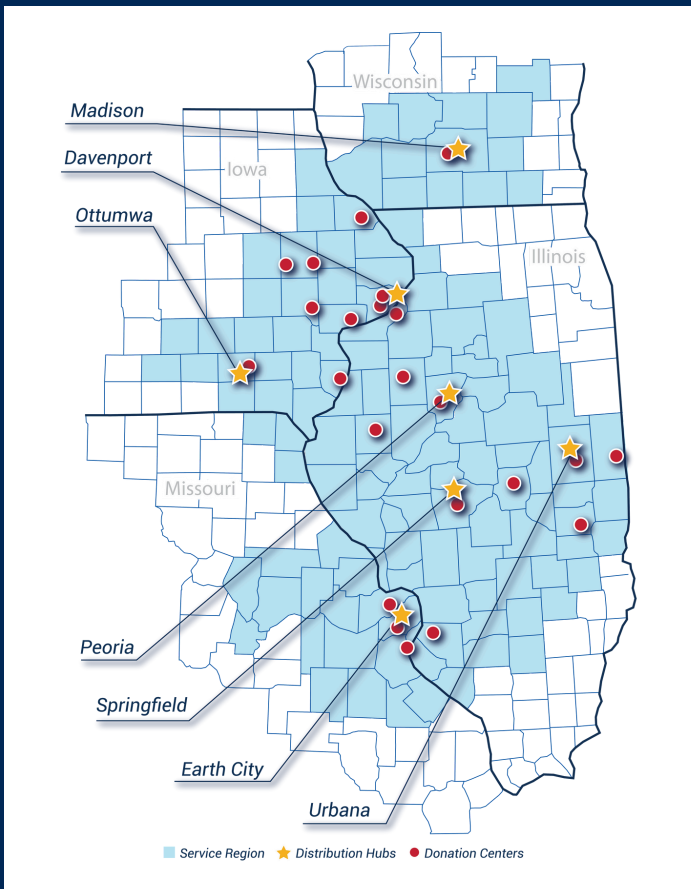 Wisconsin
Madison
Davenport
Iowa
Ottumwa
Illinois
Missouri
Peoria
Springfield
Earth City
Urbana
Service Region
Distribution Hubs
Donation Centers